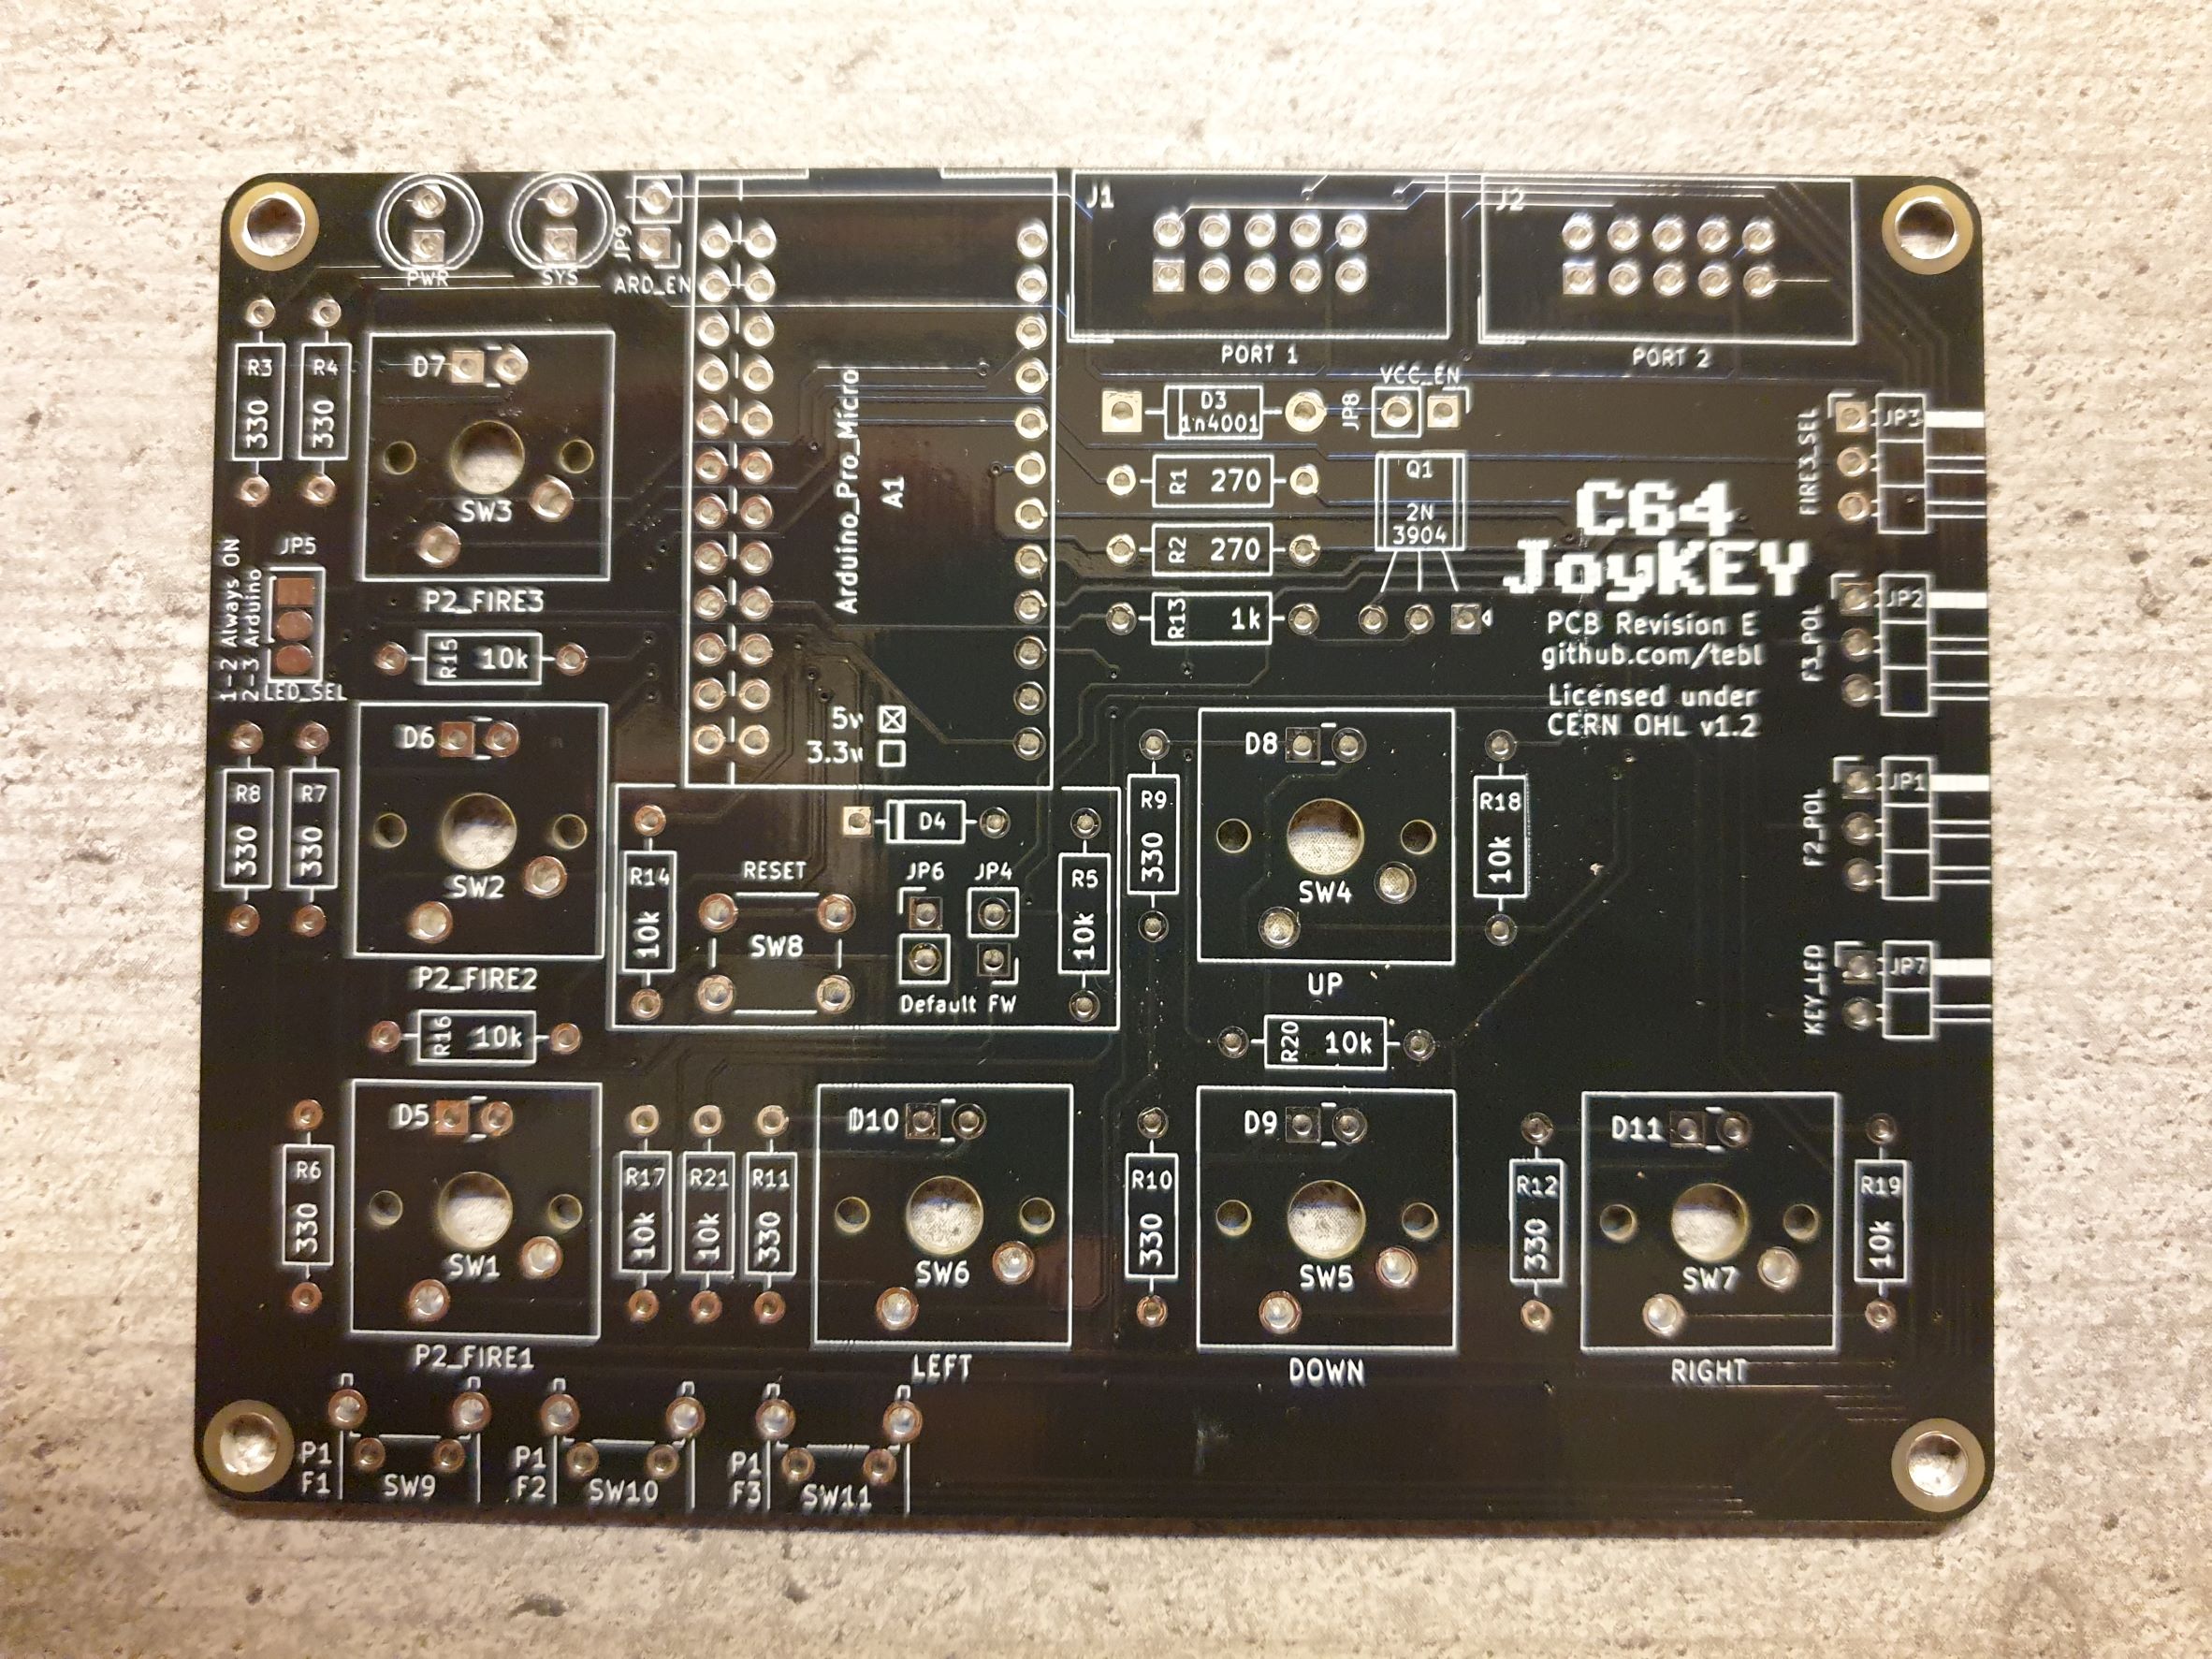 J1
J2
PWR
SYS
JP9
ARD_EN
PORT 1
PORT 2
R3
330
R4
330
D7
SW3
P2_FIRE3
Arduino_Pro_Micro
A1
5v
3.3v
D3
1n4001
JP8
VCC_EN
R1 270
R2 270
R13 1k
Q1
2N
3904
C64
JoyKEY
PCB Revision E
github.com/tebl
Licensed under
CERN OHL v1.2
FIRE3_SEL
JP3
F3_POL
JP2
F2_POL
JP1
KEY_LED
JP7
JP5
1-2 Always ON
2-3 Arduino
LED_SEL
R15 10k
R8
330
R7
330
D6
SW2
P2_FIRE2
R14
10k
RESET
SW8
D4
JP6
JP4
Default FW
R5
10k
R9
330
D8
SW4
UP
R18
10k
R16 10k
R20 10k
R6
330
D5
SW1
P2_FIRE1
R17
10k
R21
10k
R11
330
D10
SW6
LEFT
R10
330
D9
SW5
DOWN
R12
330
D11
SW7
RIGHT
R19
10k
P1
F1
SW9
P1
F2
SW10
P1
F3
SW11